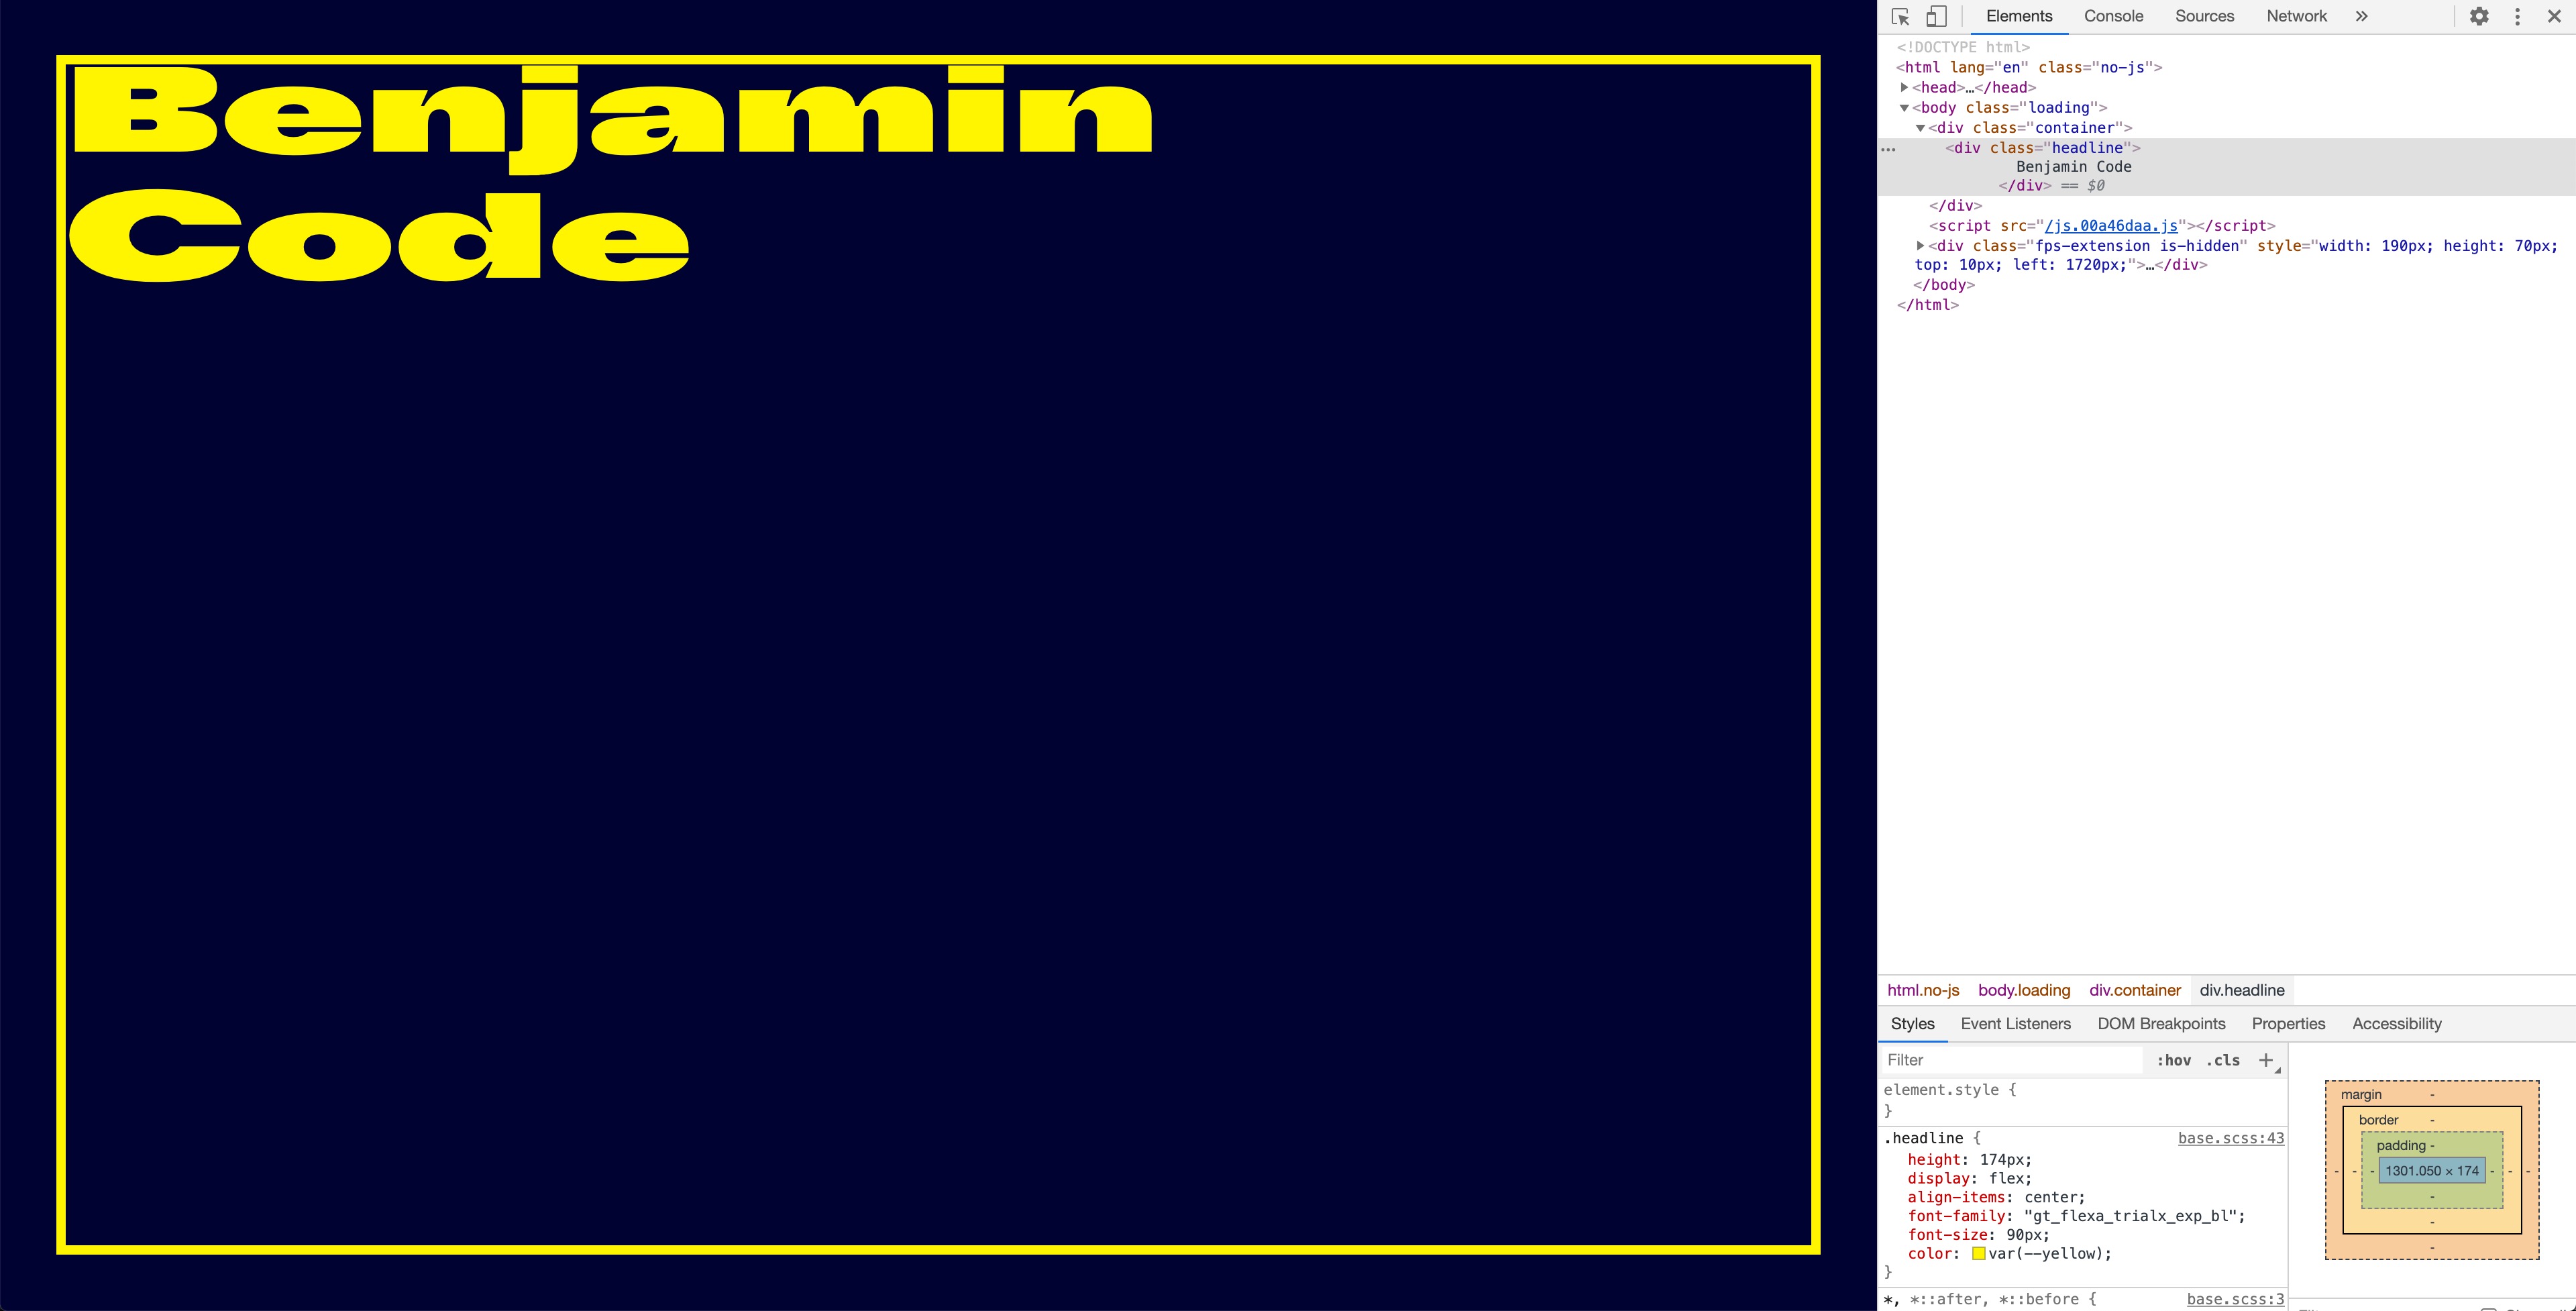 Benjamin
Code
Elements Console Sources Network »
<!DOCTYPE html>
<html lang="en" class="no-js">
<head>…</head>
<body class="loading">
<div class="container">
… <div class="headline">
Benjamin Code
</div> == $0
</div>
<script src="/js.00a46daa.js"></script>
<div class="fps-extension is-hidden" style="width: 190px; height: 70px;
top: 10px; left: 1720px;">…</div>
</body>
</html>
html.no-js body.loading div.container div.headline
Styles Event Listeners DOM Breakpoints Properties Accessibility
Filter :hov .cls +
element.style {
}
.headline { base.scss:43
height: 174px;
display: flex;
align-items: center;
font-family: "gt_flexa_trialx_exp_bl";
font-size: 90px;
color: var(--yellow);
}
*, *::after, *::before { base.scss:3
margin -
border -
padding -
- - - 1301.050 × 174 - - -
-
-
-